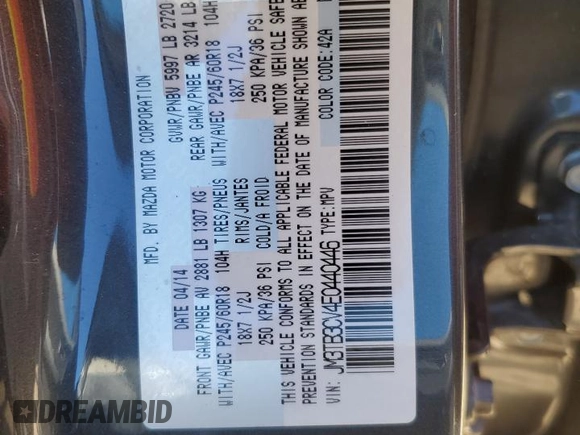 MFD. BY MAZDA MOTOR CORPORATION
DATE 04/14 GVWR/PNBV 5997 LB 2720
FRONT GAWR/PNBE AV 2881 LB 1307 KG REAR GAWR/PNBE AR 3214 LB
WITH/AVEC P245/60R18 104H TIRES/PNEUS WITH/AVEC P245/60R18 104H
18X7 1/2J RIMS/JANTES 18X7 1/2J
250 KPA/36 PSI COLD/A FROID 250 KPA/36 PSI
THIS VEHICLE CONFORMS TO ALL APPLICABLE FEDERAL MOTOR VEHICLE SAFE
PREVENTION STANDARDS IN EFFECT ON THE DATE OF MANUFACTURE SHOWN AB
VIN: JM3TB3CV4E0440446 TYPE: MPV COLOR CODE: 42A
DREAMBID